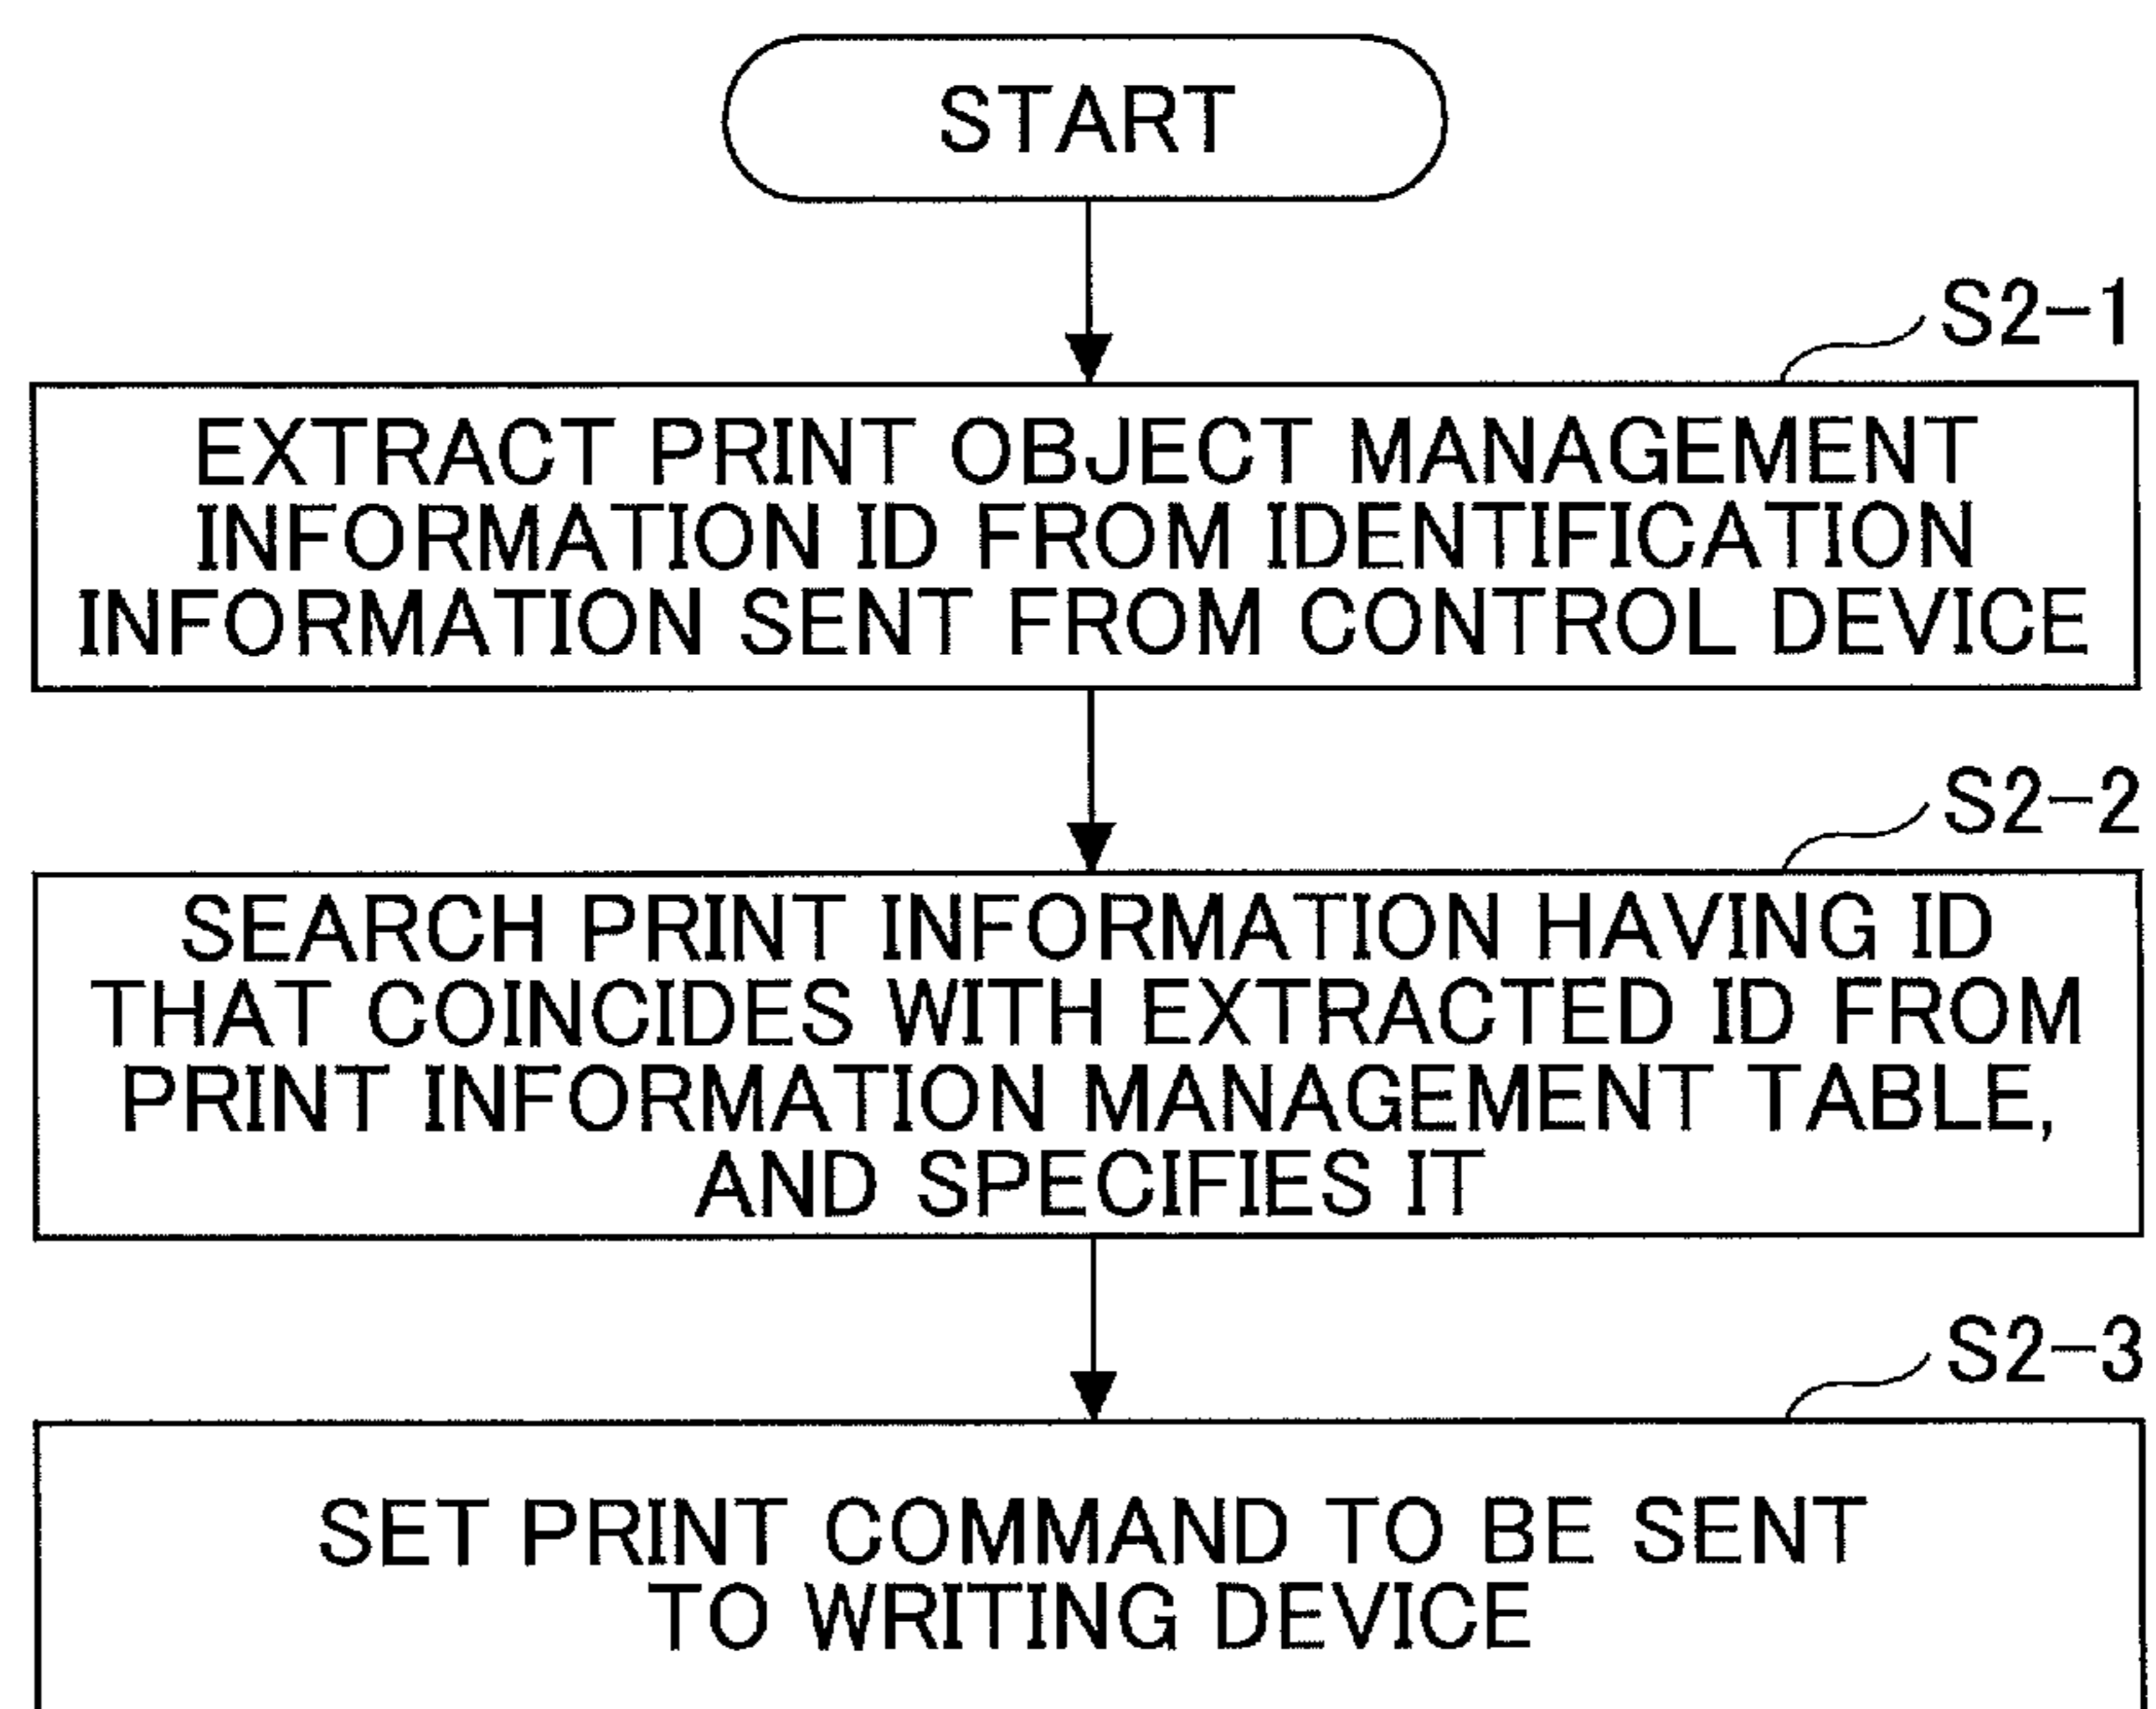 START
S2-1
EXTRACT PRINT OBJECT MANAGEMENT
INFORMATION ID FROM IDENTIFICATION
INFORMATION SENT FROM CONTROL DEVICE
S2-2
SEARCH PRINT INFORMATION HAVING ID
THAT COINCIDES WITH EXTRACTED ID FROM
PRINT INFORMATION MANAGEMENT TABLE,
AND SPECIFIES IT
S2-3
SET PRINT COMMAND TO BE SENT
TO WRITING DEVICE